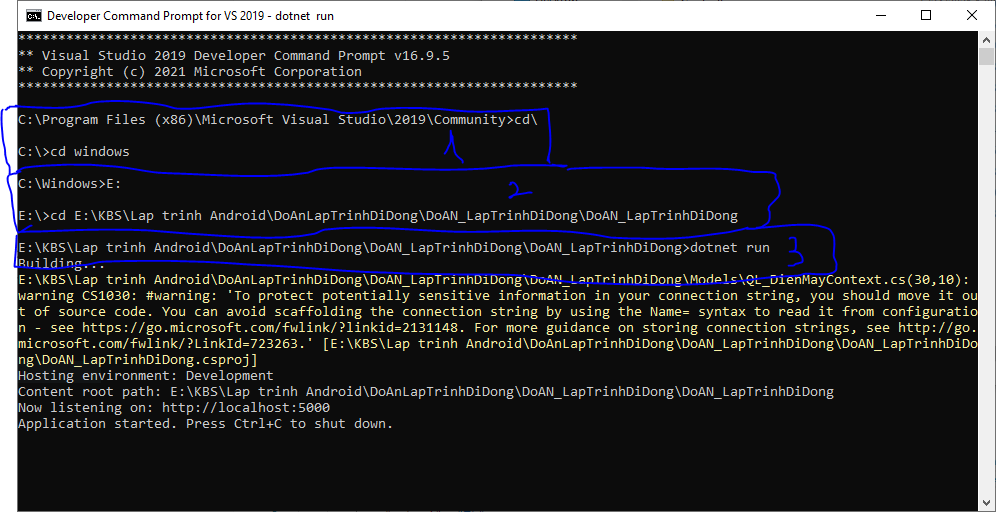 Developer Command Prompt for VS 2019 - dotnet run
**********************************************************************
** Visual Studio 2019 Developer Command Prompt v16.9.5
** Copyright (c) 2021 Microsoft Corporation
**********************************************************************
C:\Program Files (x86)\Microsoft Visual Studio\2019\Community>cd\
1
C:\>cd windows
C:\Windows>E:
2
E:\>cd E:\KBS\Lap trinh Android\DoAnLapTrinhDiDong\DoAN_LapTrinhDiDong\DoAN_LapTrinhDiDong
E:\KBS\Lap trinh Android\DoAnLapTrinhDiDong\DoAN_LapTrinhDiDong\DoAN_LapTrinhDiDong>dotnet run
3
Building...
E:\KBS\Lap trinh Android\DoAnLapTrinhDiDong\DoAN_LapTrinhDiDong\DoAN_LapTrinhDiDong\Models\QL_DienMayContext.cs(30,10):
warning CS1030: #warning: 'To protect potentially sensitive information in your connection string, you should move it ou
t of source code. You can avoid scaffolding the connection string by using the Name= syntax to read it from configuratio
n - see https://go.microsoft.com/fwlink/?linkid=2131148. For more guidance on storing connection strings, see http://go.
microsoft.com/fwlink/?LinkId=723263.' [E:\KBS\Lap trinh Android\DoAnLapTrinhDiDong\DoAN_LapTrinhDiDong\DoAN_LapTrinhDiDo
ng\DoAN_LapTrinhDiDong.csproj]
Hosting environment: Development
Content root path: E:\KBS\Lap trinh Android\DoAnLapTrinhDiDong\DoAN_LapTrinhDiDong\DoAN_LapTrinhDiDong
Now listening on: http://localhost:5000
Application started. Press Ctrl+C to shut down.